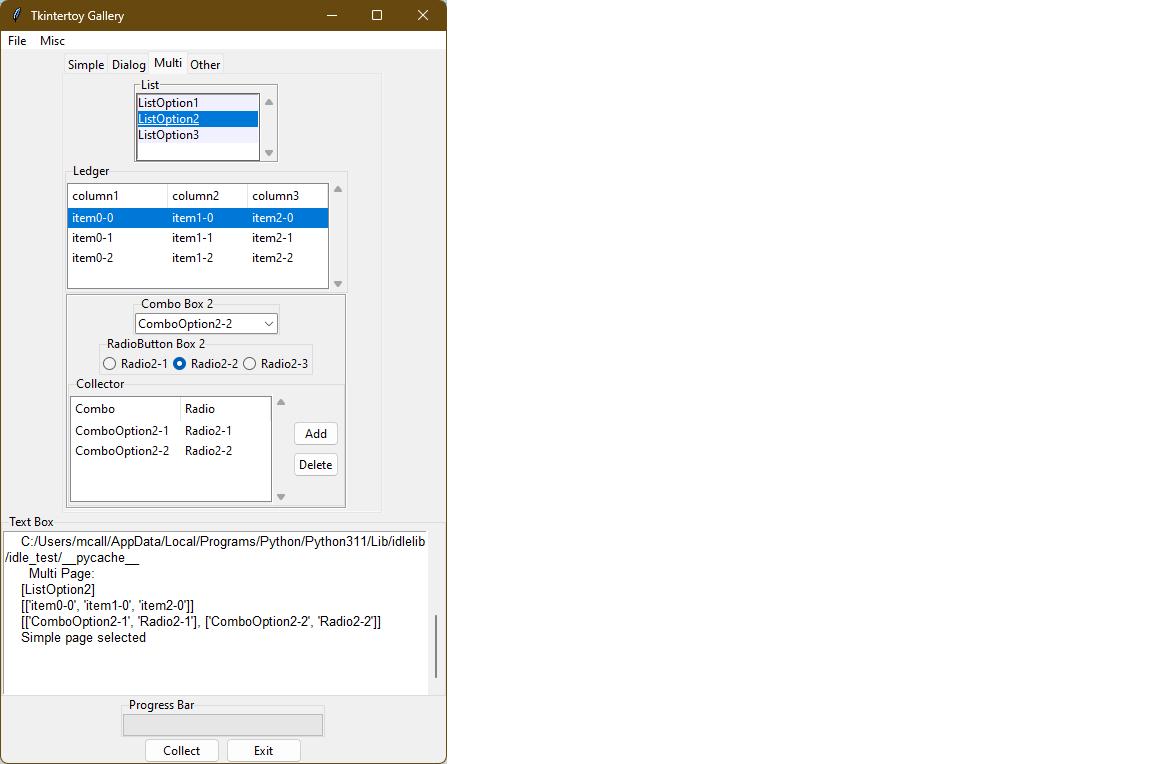 Tkintertoy Gallery
File Misc
Simple Dialog Multi Other
List
ListOption1
ListOption2
ListOption3
Ledger
column1 column2 column3
item0-0 item1-0 item2-0
item0-1 item1-1 item2-1
item0-2 item1-2 item2-2
Combo Box 2
ComboOption2-2
RadioButton Box 2
Radio2-1 Radio2-2 Radio2-3
Collector
Combo Radio
ComboOption2-1 Radio2-1
ComboOption2-2 Radio2-2
Add
Delete
Text Box
C:/Users/mcall/AppData/Local/Programs/Python/Python311/Lib/idlelib
/idle_test/__pycache__
Multi Page:
[ListOption2]
[['item0-0', 'item1-0', 'item2-0']]
[['ComboOption2-1', 'Radio2-1'], ['ComboOption2-2', 'Radio2-2']]
Simple page selected
Progress Bar
Collect Exit